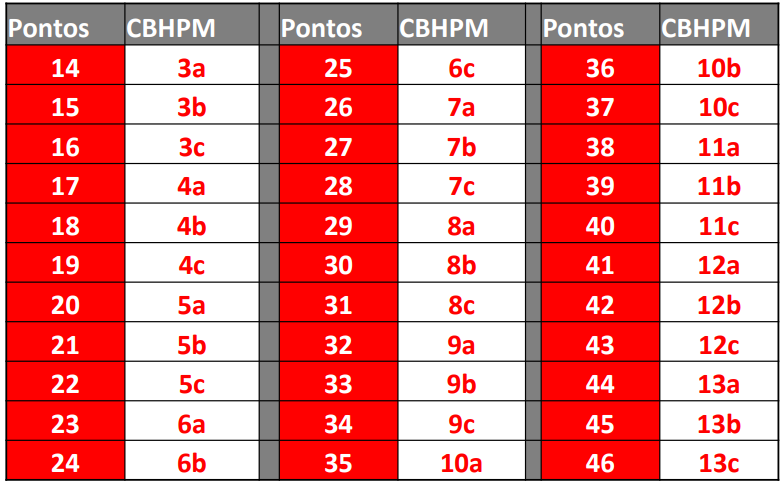 Pontos CBHPM Pontos CBHPM Pontos CBHPM
14 3a 25 6c 36 10b
15 3b 26 7a 37 10c
16 3c 27 7b 38 11a
17 4a 28 7c 39 11b
18 4b 29 8a 40 11c
19 4c 30 8b 41 12a
20 5a 31 8c 42 12b
21 5b 32 9a 43 12c
22 5c 33 9b 44 13a
23 6a 34 9c 45 13b
24 6b 35 10a 46 13c